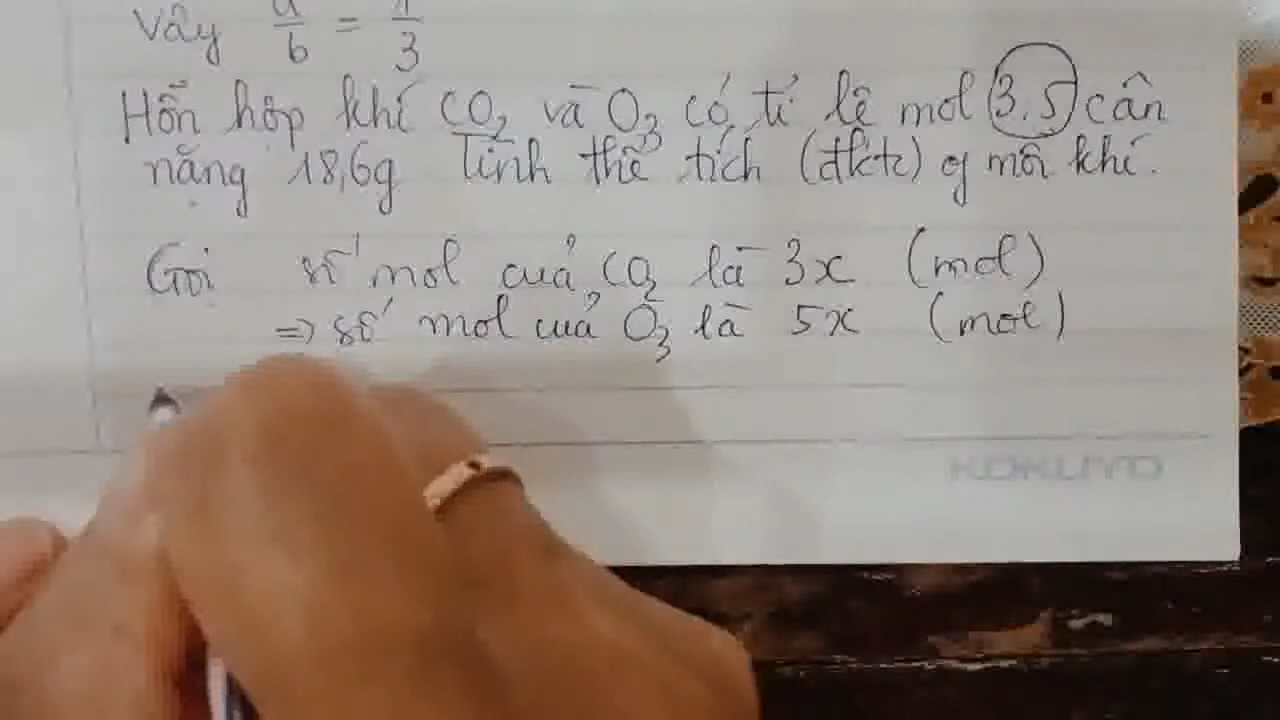 Vậy a/b = 1/3
Hỗn hợp khí CO₂ và O₃ có tỉ lệ mol 3:5 cân
nặng 18,6g Tính thể tích (đktc) of mỗi khí.
Gọi số mol của CO₂ là 3x (mol)
=> số mol của O₃ là 5x (mol)
KOKUYO